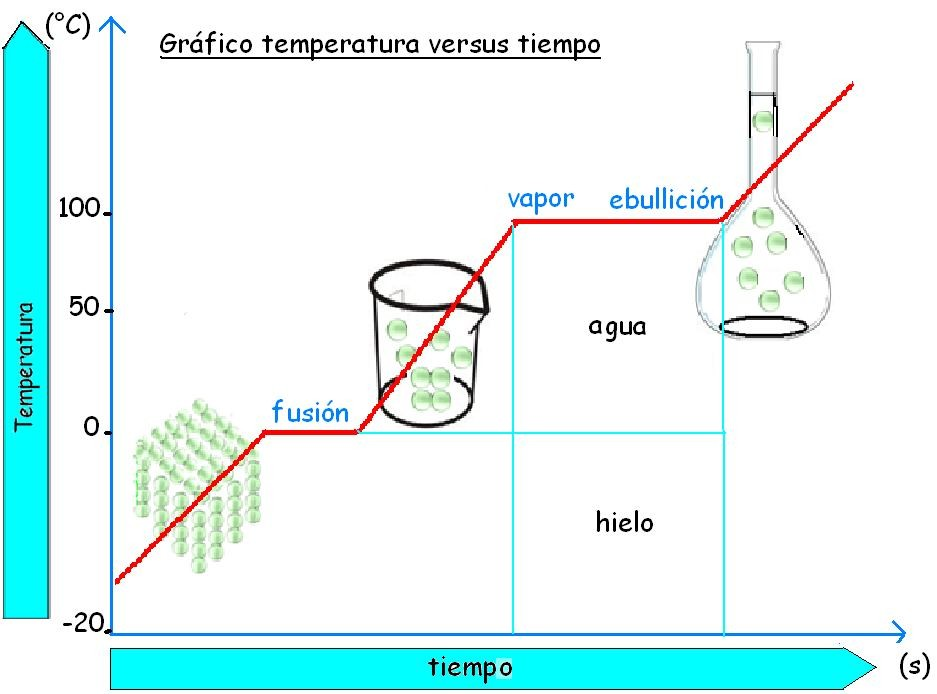 (°C)
Gráfico temperatura versus tiempo
Temperatura
100
50
0
-20
vapor
ebullición
agua
fusión
hielo
tiempo
(s)